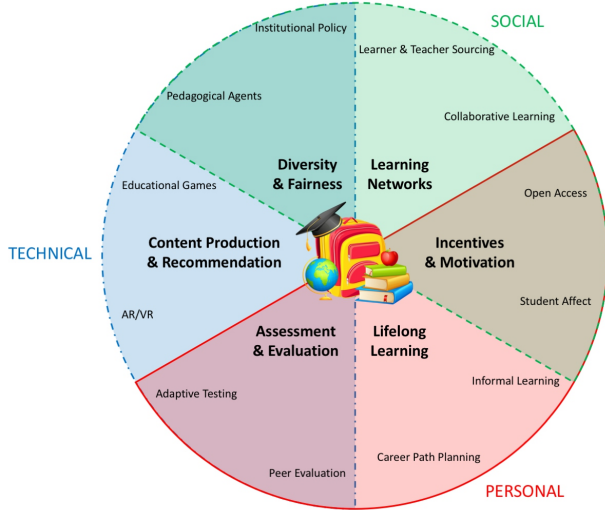 SOCIAL
Institutional Policy
Learner & Teacher Sourcing
Pedagogical Agents
Collaborative Learning
Diversity
& Fairness
Learning
Networks
Educational Games
Open Access
TECHNICAL
Content Production
& Recommendation
Incentives
& Motivation
AR/VR
Student Affect
Assessment
& Evaluation
Lifelong
Learning
Adaptive Testing
Informal Learning
Peer Evaluation
Career Path Planning
PERSONAL